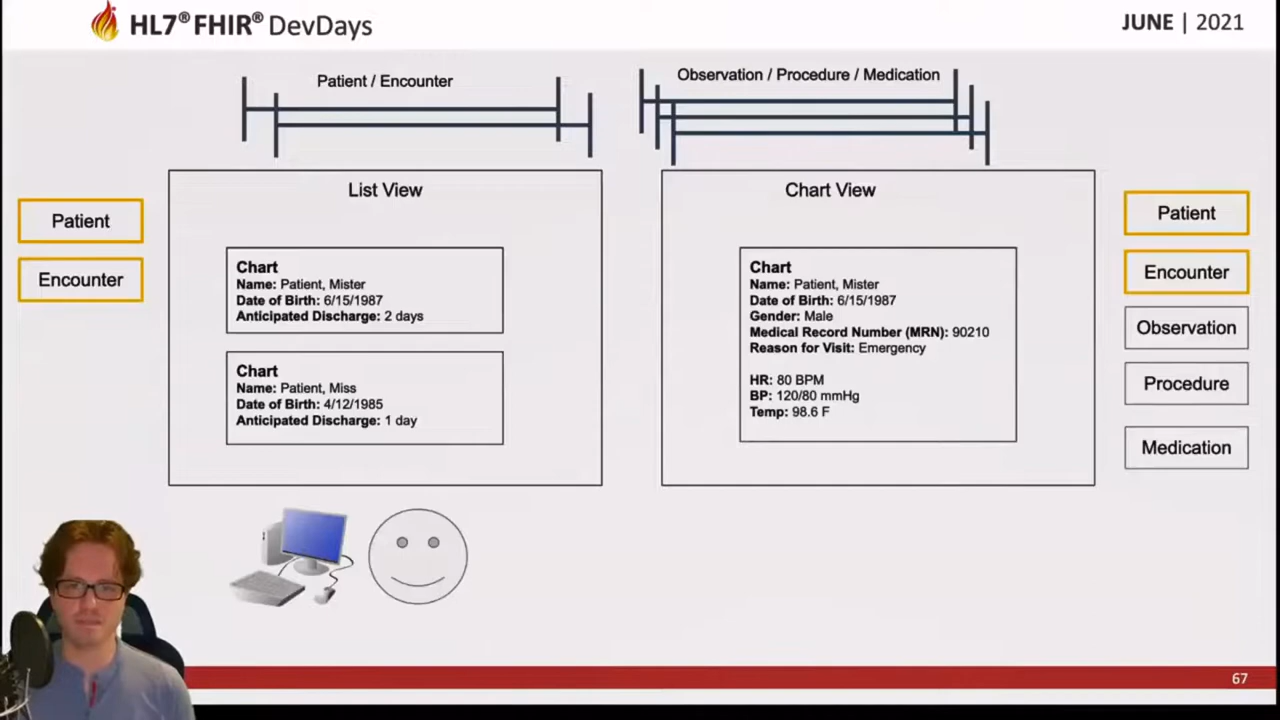 HL7® FHIR® DevDays
JUNE | 2021
Patient / Encounter
Observation / Procedure / Medication
Patient
Encounter
List View
Chart
Name: Patient, Mister
Date of Birth: 6/15/1987
Anticipated Discharge: 2 days
Chart
Name: Patient, Miss
Date of Birth: 4/12/1985
Anticipated Discharge: 1 day
Chart View
Chart
Name: Patient, Mister
Date of Birth: 6/15/1987
Gender: Male
Medical Record Number (MRN): 90210
Reason for Visit: Emergency
HR: 80 BPM
BP: 120/80 mmHg
Temp: 98.6 F
Patient
Encounter
Observation
Procedure
Medication
67